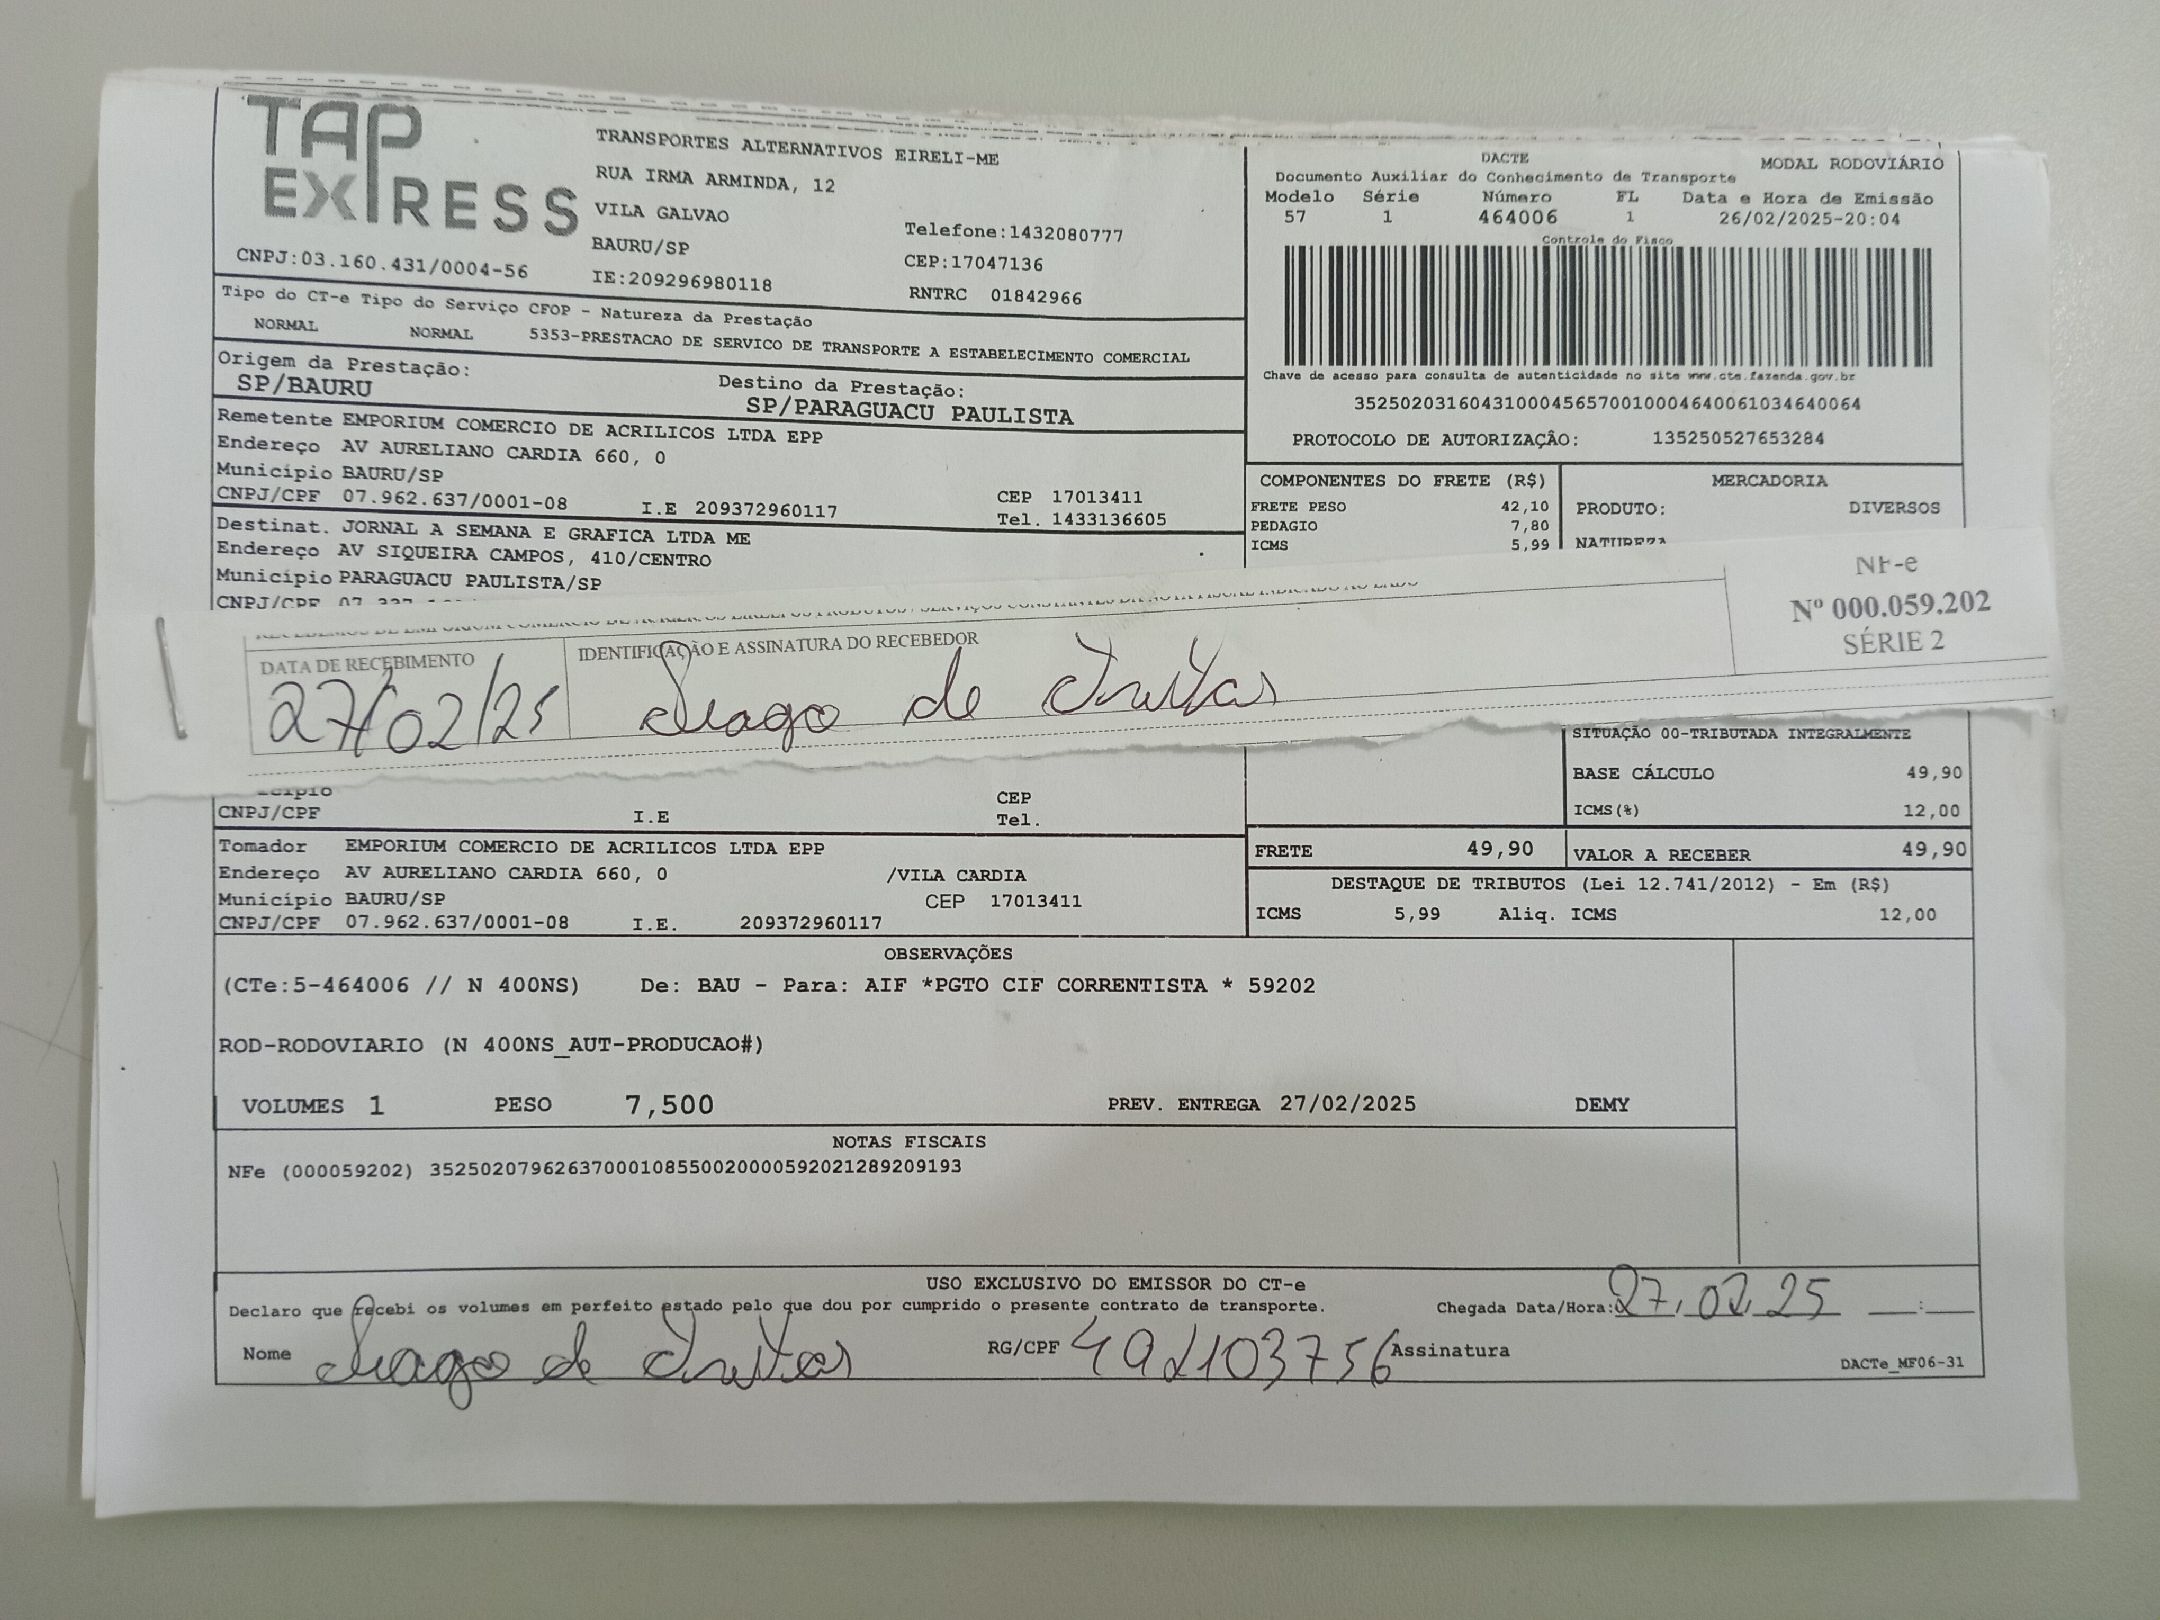 TAP
EXPRESS
CNPJ:03.160.431/0004-56
TRANSPORTES ALTERNATIVOS EIRELI-ME
RUA IRMA ARMINDA, 12
VILA GALVAO
BAURU/SP
IE:209296980118
Telefone:1432080777
CEP:17047136
RNTRC 01842966
DACTE MODAL RODOVIÁRIO
Documento Auxiliar do Conhecimento de Transporte
Modelo Série Número FL Data e Hora de Emissão
57 1 464006 1 26/02/2025-20:04
Controle do Fisco
Chave de acesso para consulta de autenticidade no site www.cte.fazenda.gov.br
35250203160431000456570010004640061034640064
PROTOCOLO DE AUTORIZAÇÂO: 135250527653284
Tipo do CT-e Tipo do Serviço CFOP - Natureza da Prestação
NORMAL NORMAL 5353-PRESTACAO DE SERVICO DE TRANSPORTE A ESTABELECIMENTO COMERCIAL
Origem da Prestação: Destino da Prestação:
SP/BAURU SP/PARAGUACU PAULISTA
Remetente EMPORIUM COMERCIO DE ACRILICOS LTDA EPP
Endereço AV AURELIANO CARDIA 660, 0
Município BAURU/SP
CNPJ/CPF 07.962.637/0001-08 I.E 209372960117 CEP 17013411
Tel. 1433136605
Destinat. JORNAL A SEMANA E GRAFICA LTDA ME
Endereço AV SIQUEIRA CAMPOS, 410/CENTRO
Município PARAGUACU PAULISTA/SP
CNPJ/CPF
COMPONENTES DO FRETE (R$)
FRETE PESO 42,10
PEDAGIO 7,80
ICMS 5,99
MERCADORIA
PRODUTO: DIVERSOS
NATUREZA
NF-e
Nº 000.059.202
SÉRIE 2
DATA DE RECEBIMENTO IDENTIFICAÇÃO E ASSINATURA DO RECEBEDOR
27/02/25 de Freitas
SITUAÇÃO 00-TRIBUTADA INTEGRALMENTE
BASE CÁLCULO 49,90
ICMS(%) 12,00
CNPJ/CPF I.E CEP
Tel.
Tomador EMPORIUM COMERCIO DE ACRILICOS LTDA EPP
Endereço AV AURELIANO CARDIA 660, 0 /VILA CARDIA
Município BAURU/SP CEP 17013411
CNPJ/CPF 07.962.637/0001-08 I.E. 209372960117
FRETE 49,90 VALOR A RECEBER 49,90
DESTAQUE DE TRIBUTOS (Lei 12.741/2012) - Em (R$)
ICMS 5,99 Aliq. ICMS 12,00
OBSERVAÇÕES
(CTe:5-464006 // N 400NS) De: BAU - Para: AIF *PGTO CIF CORRENTISTA * 59202
ROD-RODOVIARIO (N 400NS_AUT-PRODUCAO#)
VOLUMES 1 PESO 7,500 PREV. ENTREGA 27/02/2025 DEMY
NOTAS FISCAIS
NFe (000059202) 35250207962637000108550020000592021289209193
USO EXCLUSIVO DO EMISSOR DO CT-e
Declaro que recebi os volumes em perfeito estado pelo que dou por cumprido o presente contrato de transporte. Chegada Data/Hora: 27.02.25 __:__
Nome de Freitas RG/CPF Assinatura
DACTe_MF06-31